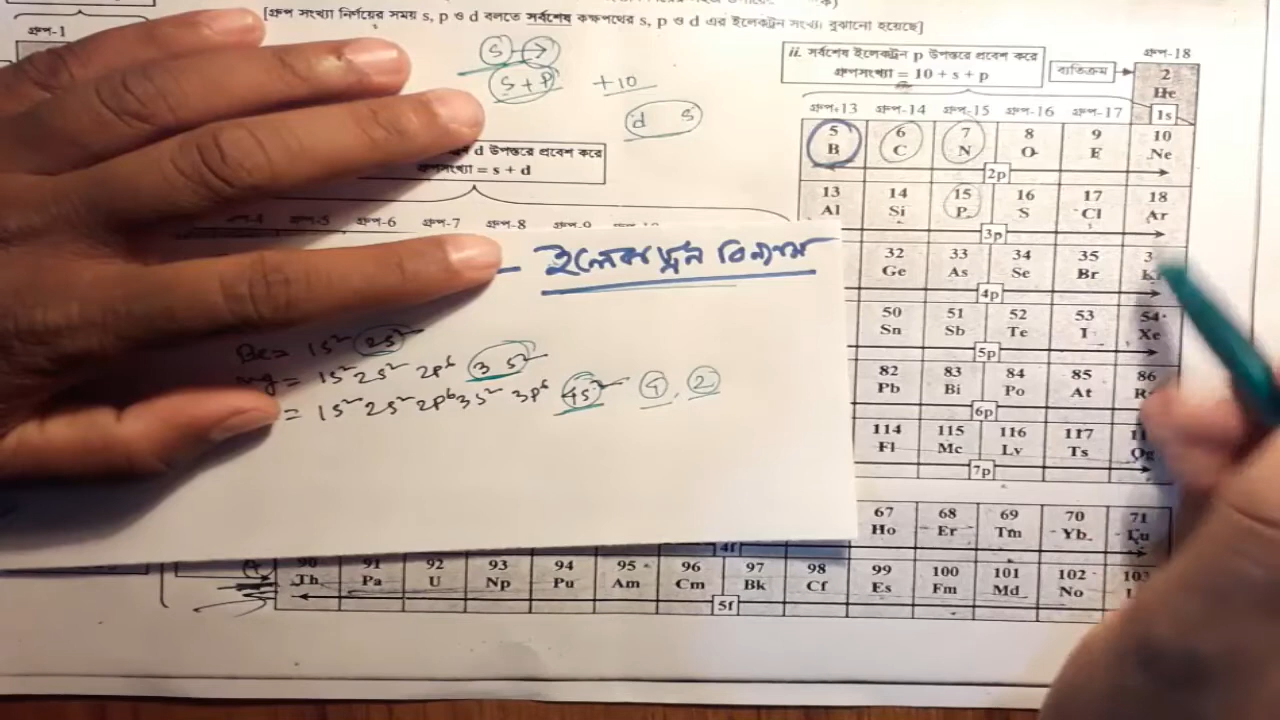 [গ্রুপ সংখ্যা নির্ণয়ের সময় s, p ও d বলতে সর্বশেষ কক্ষপথের s, p ও d এর ইলেকট্রন সংখ্যা বুঝানো হয়েছে]
গ্রুপ-1
S →
S + P +10
d S
ii. সর্বশেষ ইলেকট্রন p উপস্তরে প্রবেশ করে
গ্রুপসংখ্যা = 10 + s + p
ব্যতিক্রম
গ্রুপ-18
2
He
1s
d উপস্তরে প্রবেশ করে
= s + d
গ্রুপ-13 গ্রুপ-14 গ্রুপ-15 গ্রুপ-16 গ্রুপ-17
5 6 7 8 9 10
B C N O F Ne
2p
13 14 15 16 17 18
Al Si P S Cl Ar
3p
গ্রুপ-6 গ্রুপ-7 গ্রুপ-8
ইলেকট্রন বিন্যাস
32 33 34 35
Ge As Se Br
4p
50 51 52 53 54
Sn Sb Te I Xe
5p
82 83 84 85 86
Pb Bi Po At
6p
114 115 116 117
Fl Mc Lv Ts Og
7p
Be = 1s² 2s²
= 1s² 2s² 2p⁶ 3s²
= 1s² 2s² 2p⁶ 3s² 3p⁶ 4s² 4, 2
67 68 69 70 71
Ho Er Tm Yb Lu
4f
90 91 92 93 94 95 96 97 98 99 100 101 102 103
Th Pa U Np Pu Am Cm Bk Cf Es Fm Md No
5f